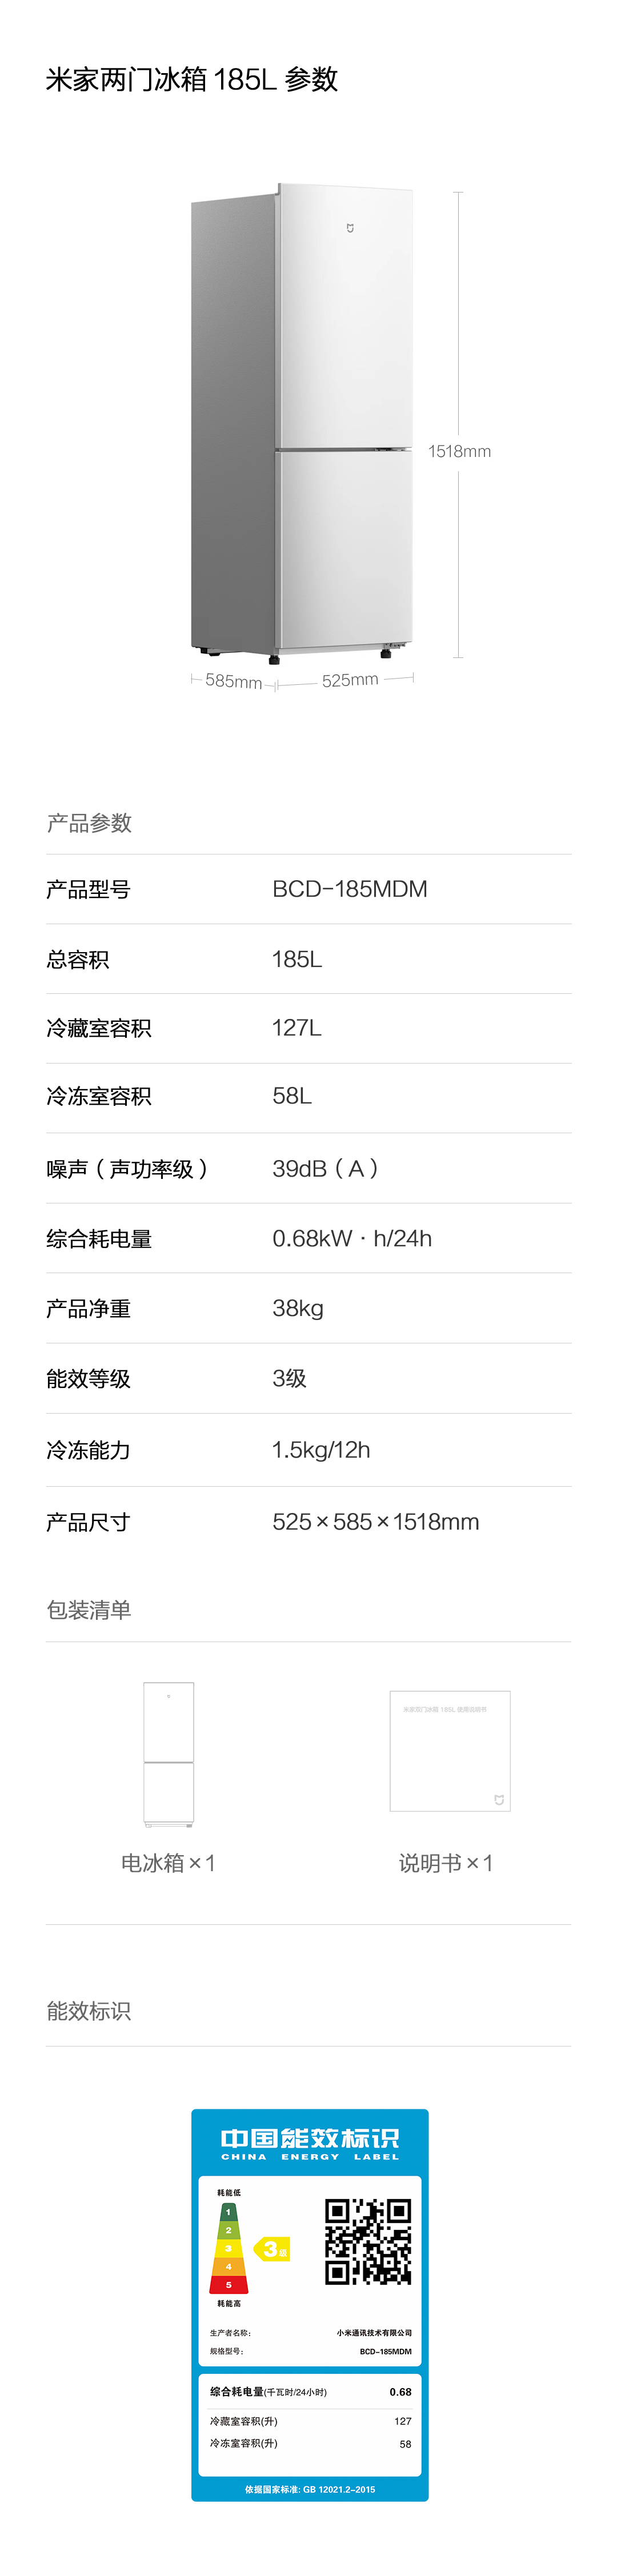 米家两门冰箱 185L 参数
1518mm
585mm
525mm
产品参数
产品型号 BCD-185MDM
总容积 185L
冷藏室容积 127L
冷冻室容积 58L
噪声（声功率级） 39dB（A）
综合耗电量 0.68kW · h/24h
产品净重 38kg
能效等级 3级
冷冻能力 1.5kg/12h
产品尺寸 525×585×1518mm
包装清单
米家两门冰箱 185L 使用说明书
电冰箱×1
说明书×1
能效标识
中国能效标识
CHINA ENERGY LABEL
耗能低
1
2
3
4
5
3级
耗能高
生产者名称： 小米通讯技术有限公司
规格型号： BCD-185MDM
综合耗电量(千瓦时/24小时) 0.68
冷藏室容积(升) 127
冷冻室容积(升) 58
依据国家标准: GB 12021.2-2015